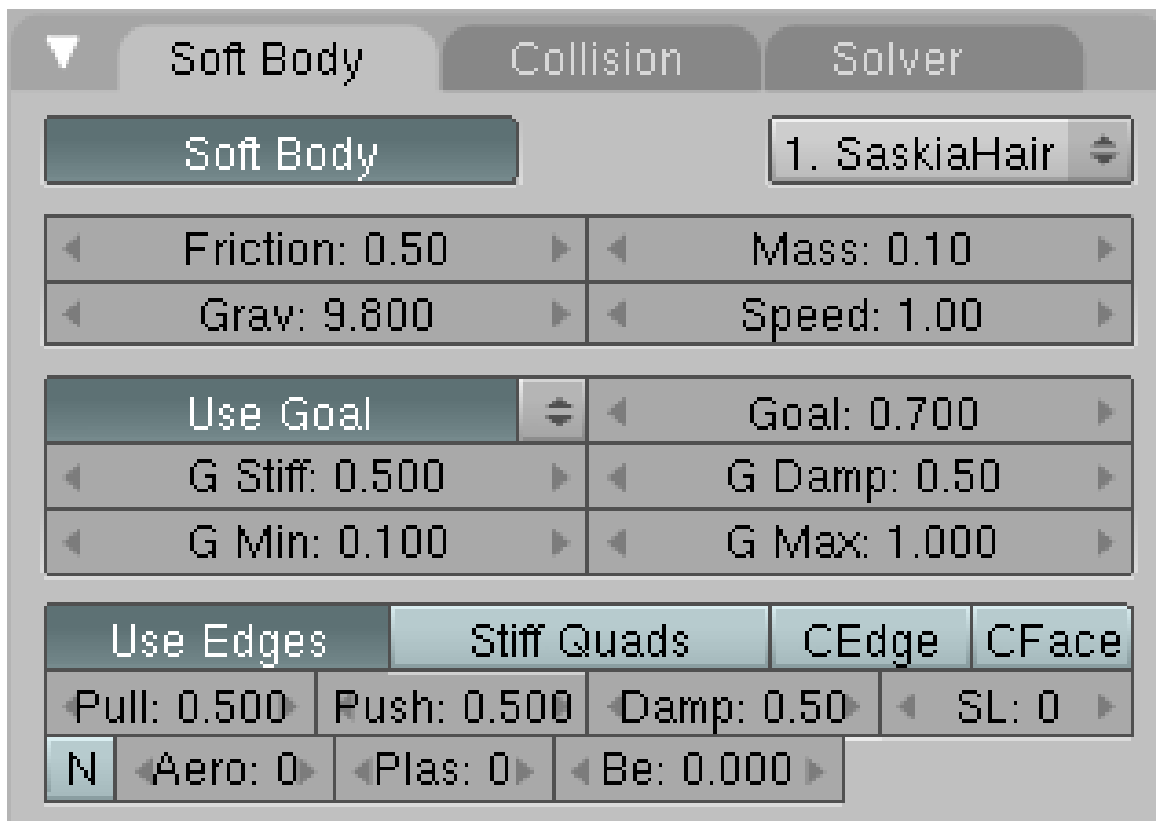 Soft Body Collision Solver
Soft Body 1. SaskiaHair
Friction: 0.50 Mass: 0.10
Grav: 9.800 Speed: 1.00
Use Goal Goal: 0.700
G Stiff: 0.500 G Damp: 0.50
G Min: 0.100 G Max: 1.000
Use Edges Stiff Quads CEdge CFace
Pull: 0.500 Push: 0.500 Damp: 0.50 SL: 0
N Aero: 0 Plas: 0 Be: 0.000